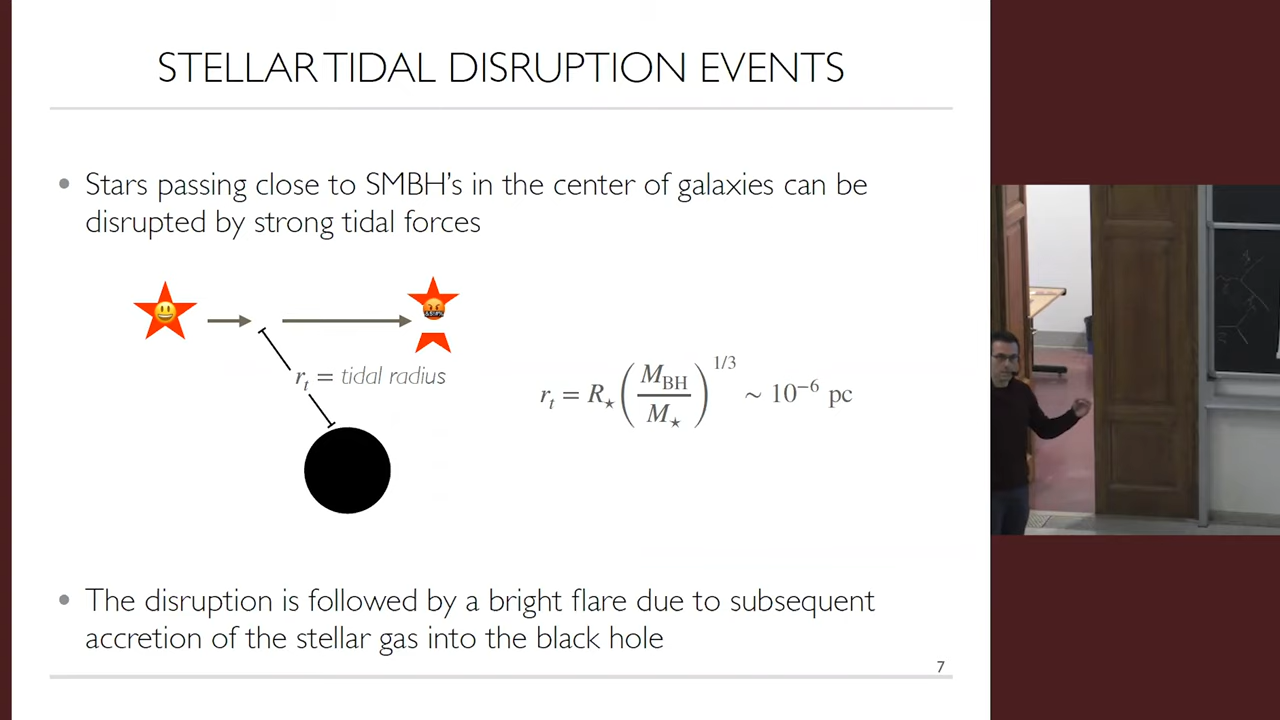 STELLAR TIDAL DISRUPTION EVENTS
• Stars passing close to SMBH's in the center of galaxies can be
disrupted by strong tidal forces
r_t = tidal radius
r_t = R_⋆ (M_BH / M_⋆)^{1/3} ∼ 10^{−6} pc
• The disruption is followed by a bright flare due to subsequent
accretion of the stellar gas into the black hole
7